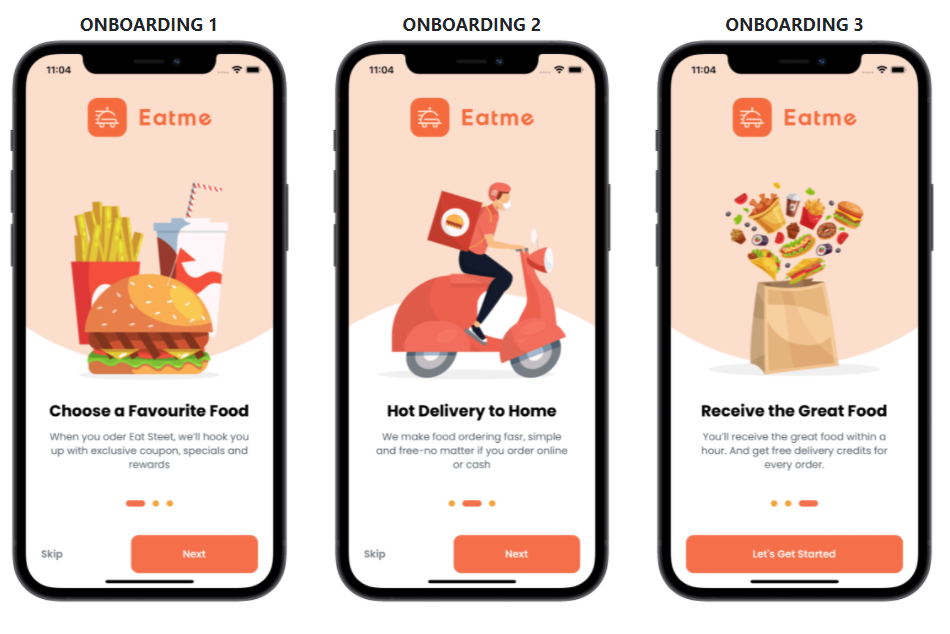 ONBOARDING 1
11:04
Eatme
Choose a Favourite Food
When you oder Eat Steet, we'll hook you
up with exclusive coupon, specials and
rewards
Skip
Next
ONBOARDING 2
11:04
Eatme
Hot Delivery to Home
We make food ordering fasr, simple
and free-no matter if you order online
or cash
Skip
Next
ONBOARDING 3
11:04
Eatme
Receive the Great Food
You'll receive the great food within a
hour. And get free delivery credits for
every order.
Let's Get Started